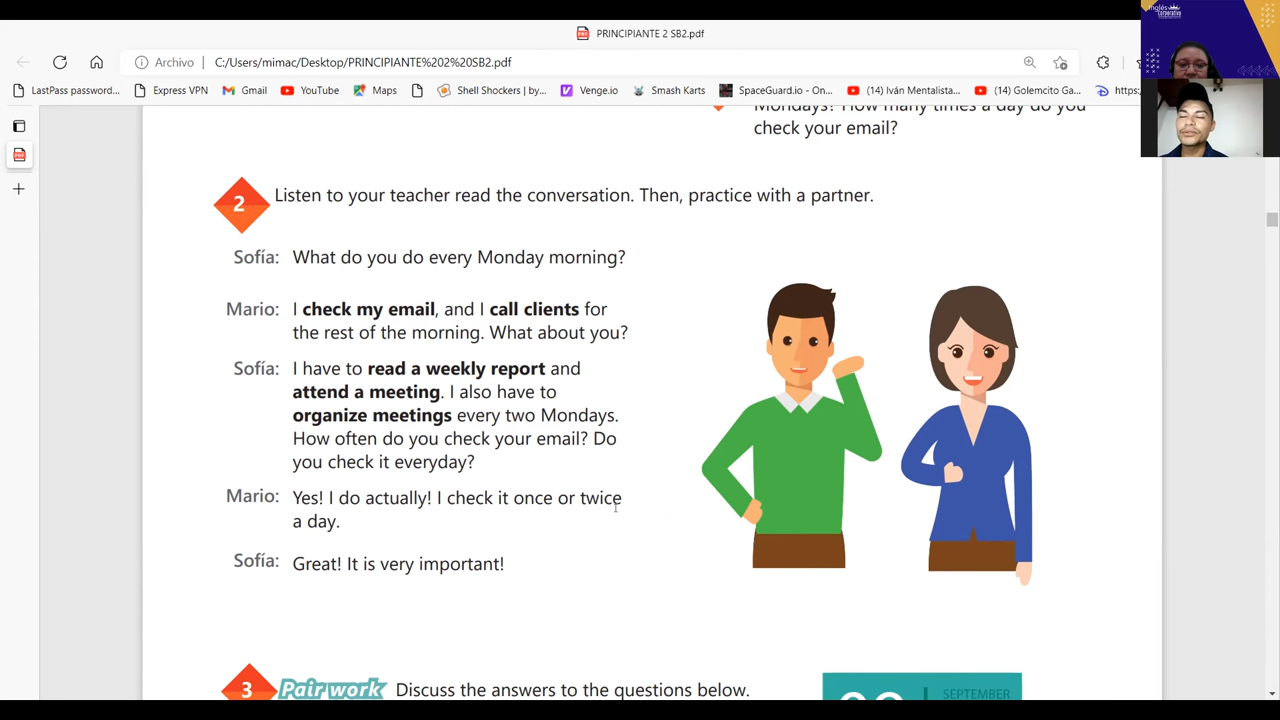 PRINCIPIANTE 2 SB2.pdf
Archivo C:/Users/mimac/Desktop/PRINCIPIANTE%202%20SB2.pdf
LastPass password... Express VPN Gmail YouTube Maps Shell Shockers | by... Venge.io Smash Karts SpaceGuard.io - On... (14) Iván Mentalista... (14) Golemcito Ga... https:
Mondays? How many times a day do you
check your email?
2 Listen to your teacher read the conversation. Then, practice with a partner.
Sofía: What do you do every Monday morning?
Mario: I check my email, and I call clients for
the rest of the morning. What about you?
Sofía: I have to read a weekly report and
attend a meeting. I also have to
organize meetings every two Mondays.
How often do you check your email? Do
you check it everyday?
Mario: Yes! I do actually! I check it once or twice
a day.
Sofía: Great! It is very important!
3 Pair work Discuss the answers to the questions below.
SEPTEMBER